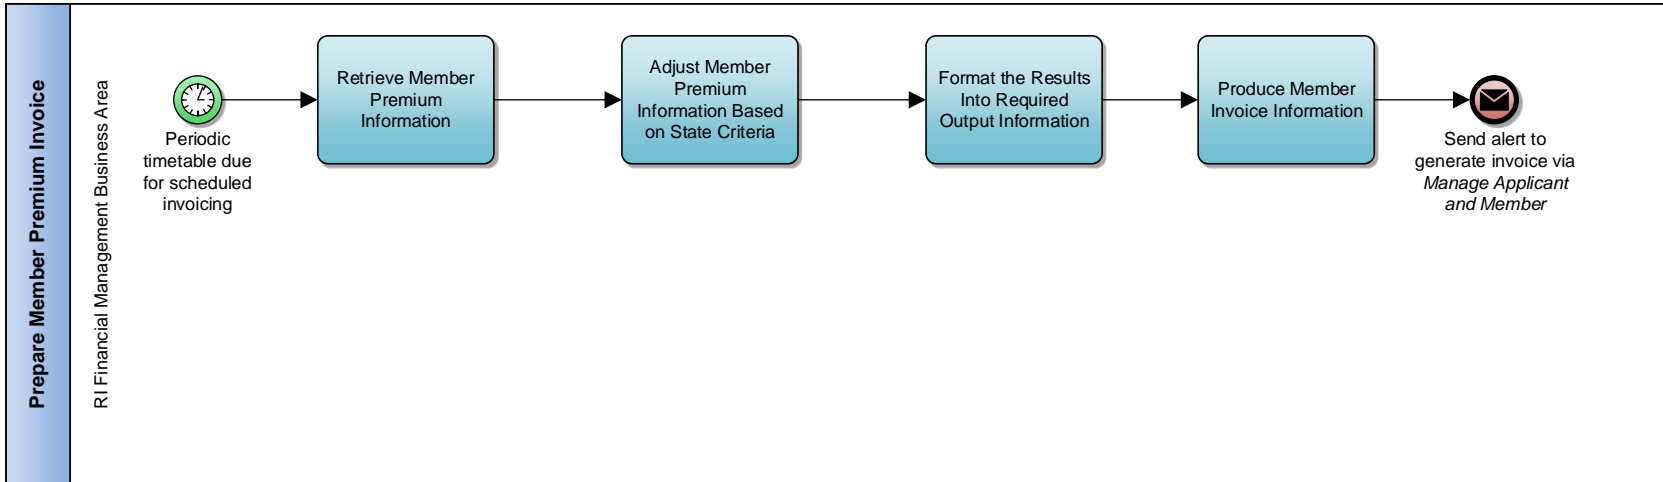 Prepare Member Premium Invoice
RI Financial Management Business Area
Periodic
timetable due
for scheduled
invoicing
Retrieve Member
Premium
Information
Adjust Member
Premium
Information Based
on State Criteria
Format the Results
Into Required
Output Information
Produce Member
Invoice Information
Send alert to
generate invoice via
Manage Applicant
and Member